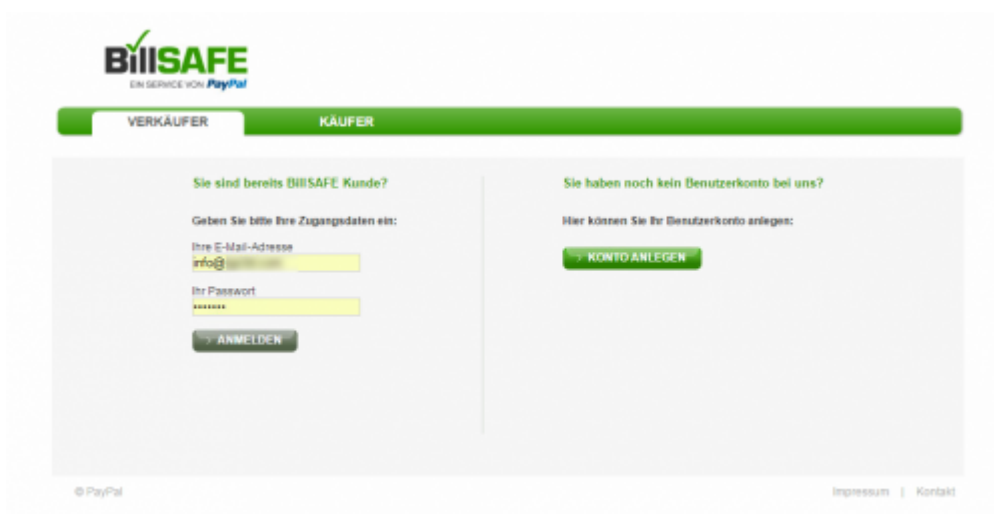 BillSAFE
EIN SERVICE VON PayPal
VERKÄUFER
KÄUFER
Sie sind bereits BillSAFE Kunde?
Geben Sie bitte Ihre Zugangsdaten ein:
Ihre E-Mail-Adresse
info@
Ihr Passwort
•••••••
> ANMELDEN
Sie haben noch kein Benutzerkonto bei uns?
Hier können Sie Ihr Benutzerkonto anlegen:
> KONTO ANLEGEN
© PayPal
Impressum | Kontakt